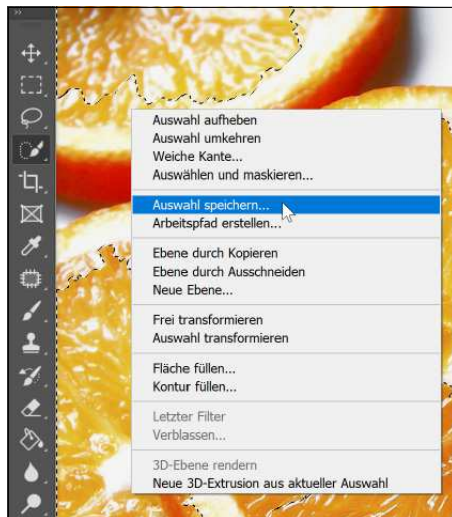 Auswahl aufheben
Auswahl umkehren
Weiche Kante...
Auswählen und maskieren...
Auswahl speichern...
Arbeitspfad erstellen...
Ebene durch Kopieren
Ebene durch Ausschneiden
Neue Ebene...
Frei transformieren
Auswahl transformieren
Fläche füllen...
Kontur füllen...
Letzter Filter
Verblassen...
3D-Ebene rendern
Neue 3D-Extrusion aus aktueller Auswahl